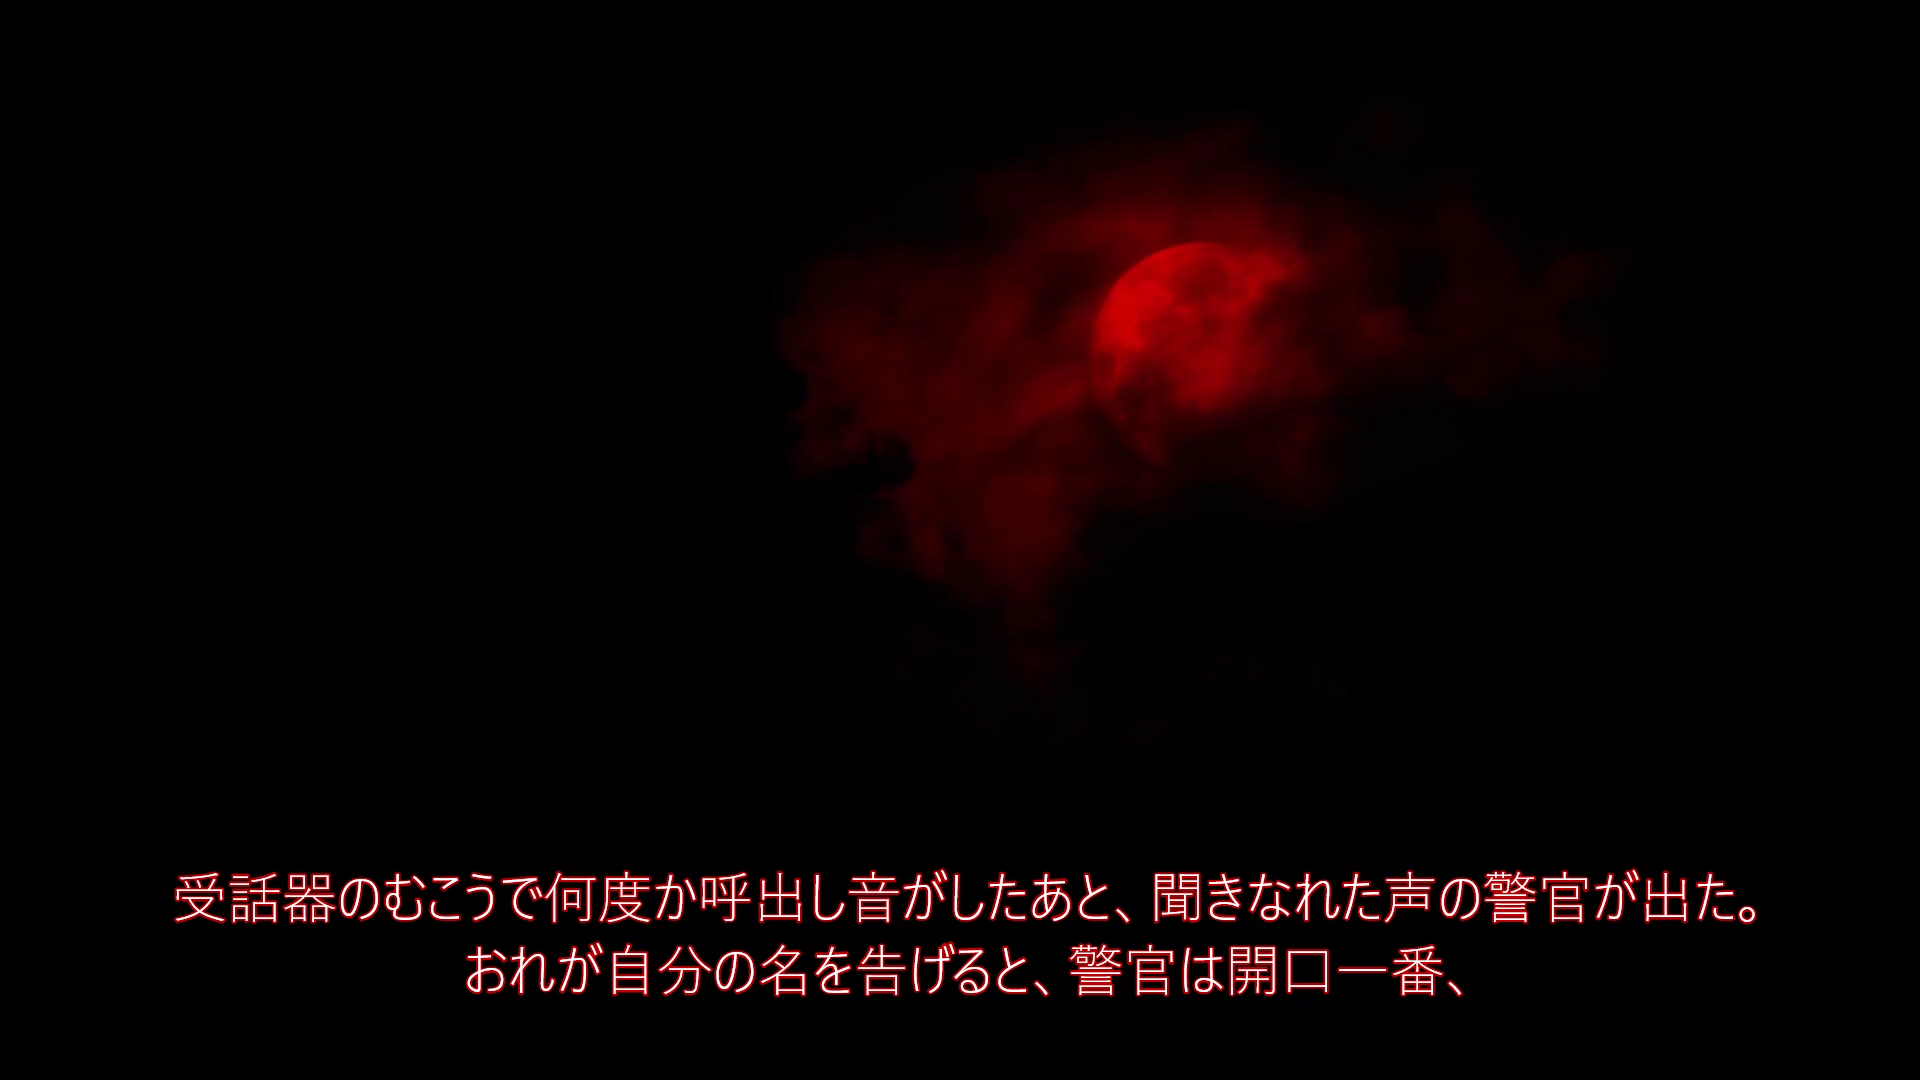 受話器のむこうで何度か呼出し音がしたあと、聞きなれた声の警官が出た。
おれが自分の名を告げると、警官は開口一番、